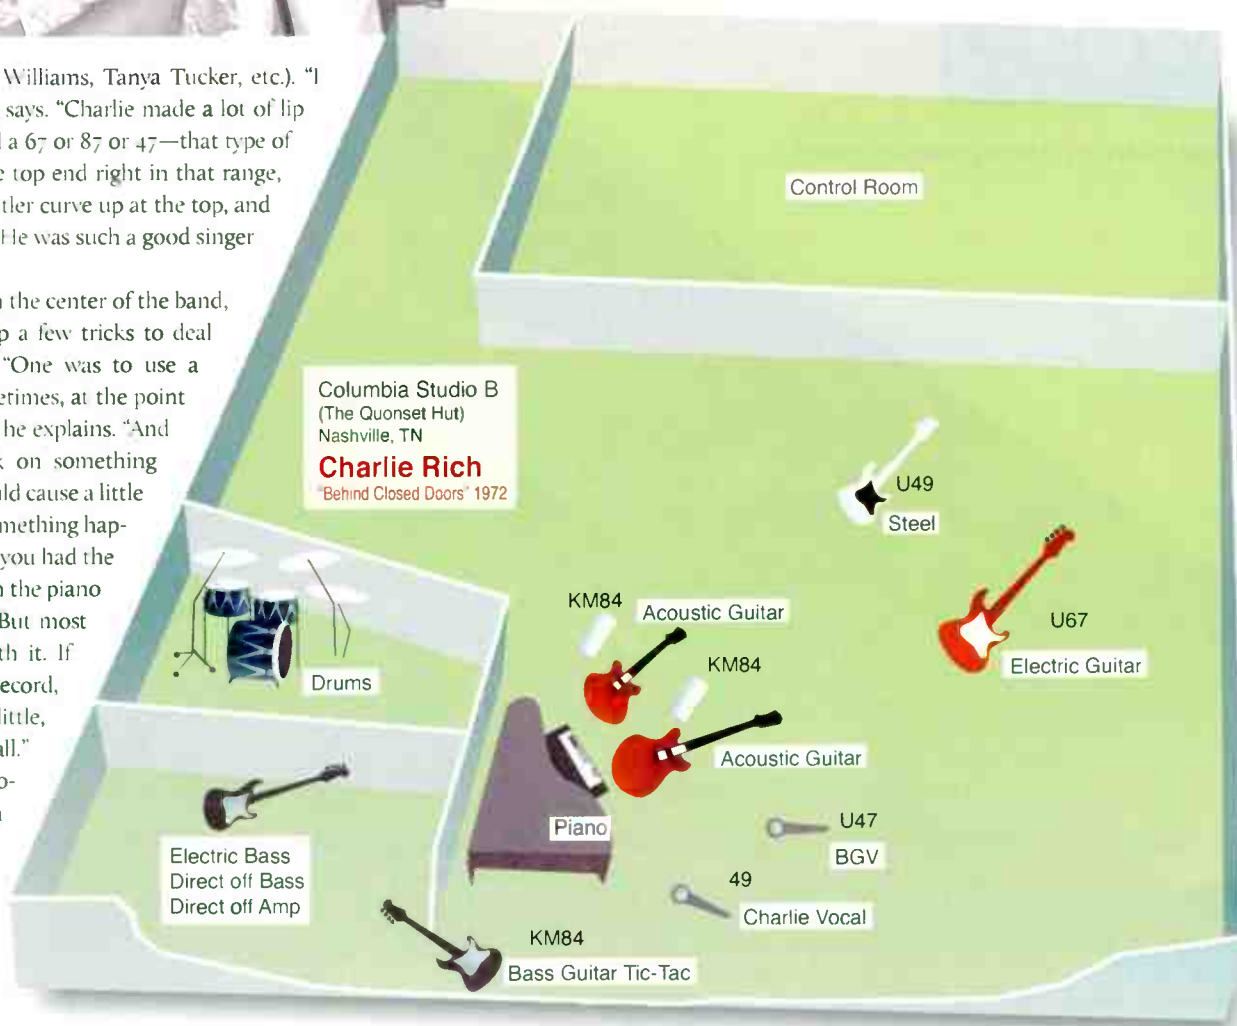 Williams, Tanya Tucker, etc.). “I
says. “Charlie made a lot of lip
a 67 or 87 or 47—that type of
top end right in that range,
tler curve up at the top, and
He was such a good singer
the center of the band,
p a few tricks to deal
“One was to use a
etimes, at the point
he explains. “And
on something
ld cause a little
mething hap-
you had the
the piano
But most
th it. If
ecord,
little,
all.”
o-
Control Room
Columbia Studio B
(The Quonset Hut)
Nashville, TN
Charlie Rich
"Behind Closed Doors" 1972
U49
Steel
KM84
Acoustic Guitar
U67
Electric Guitar
KM84
Acoustic Guitar
Drums
Piano
U47
BGV
Electric Bass
Direct off Bass
Direct off Amp
49
Charlie Vocal
KM84
Bass Guitar Tic-Tac